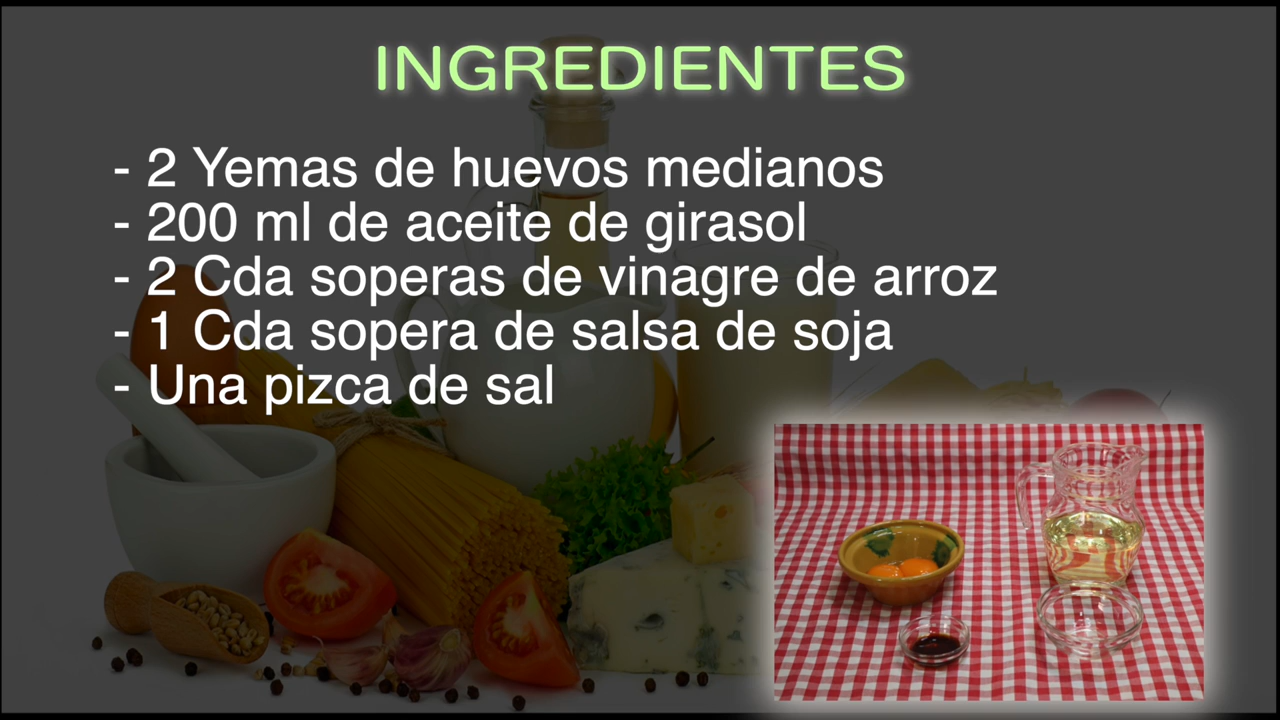 INGREDIENTES
- 2 Yemas de huevos medianos
- 200 ml de aceite de girasol
- 2 Cda soperas de vinagre de arroz
- 1 Cda sopera de salsa de soja
- Una pizca de sal